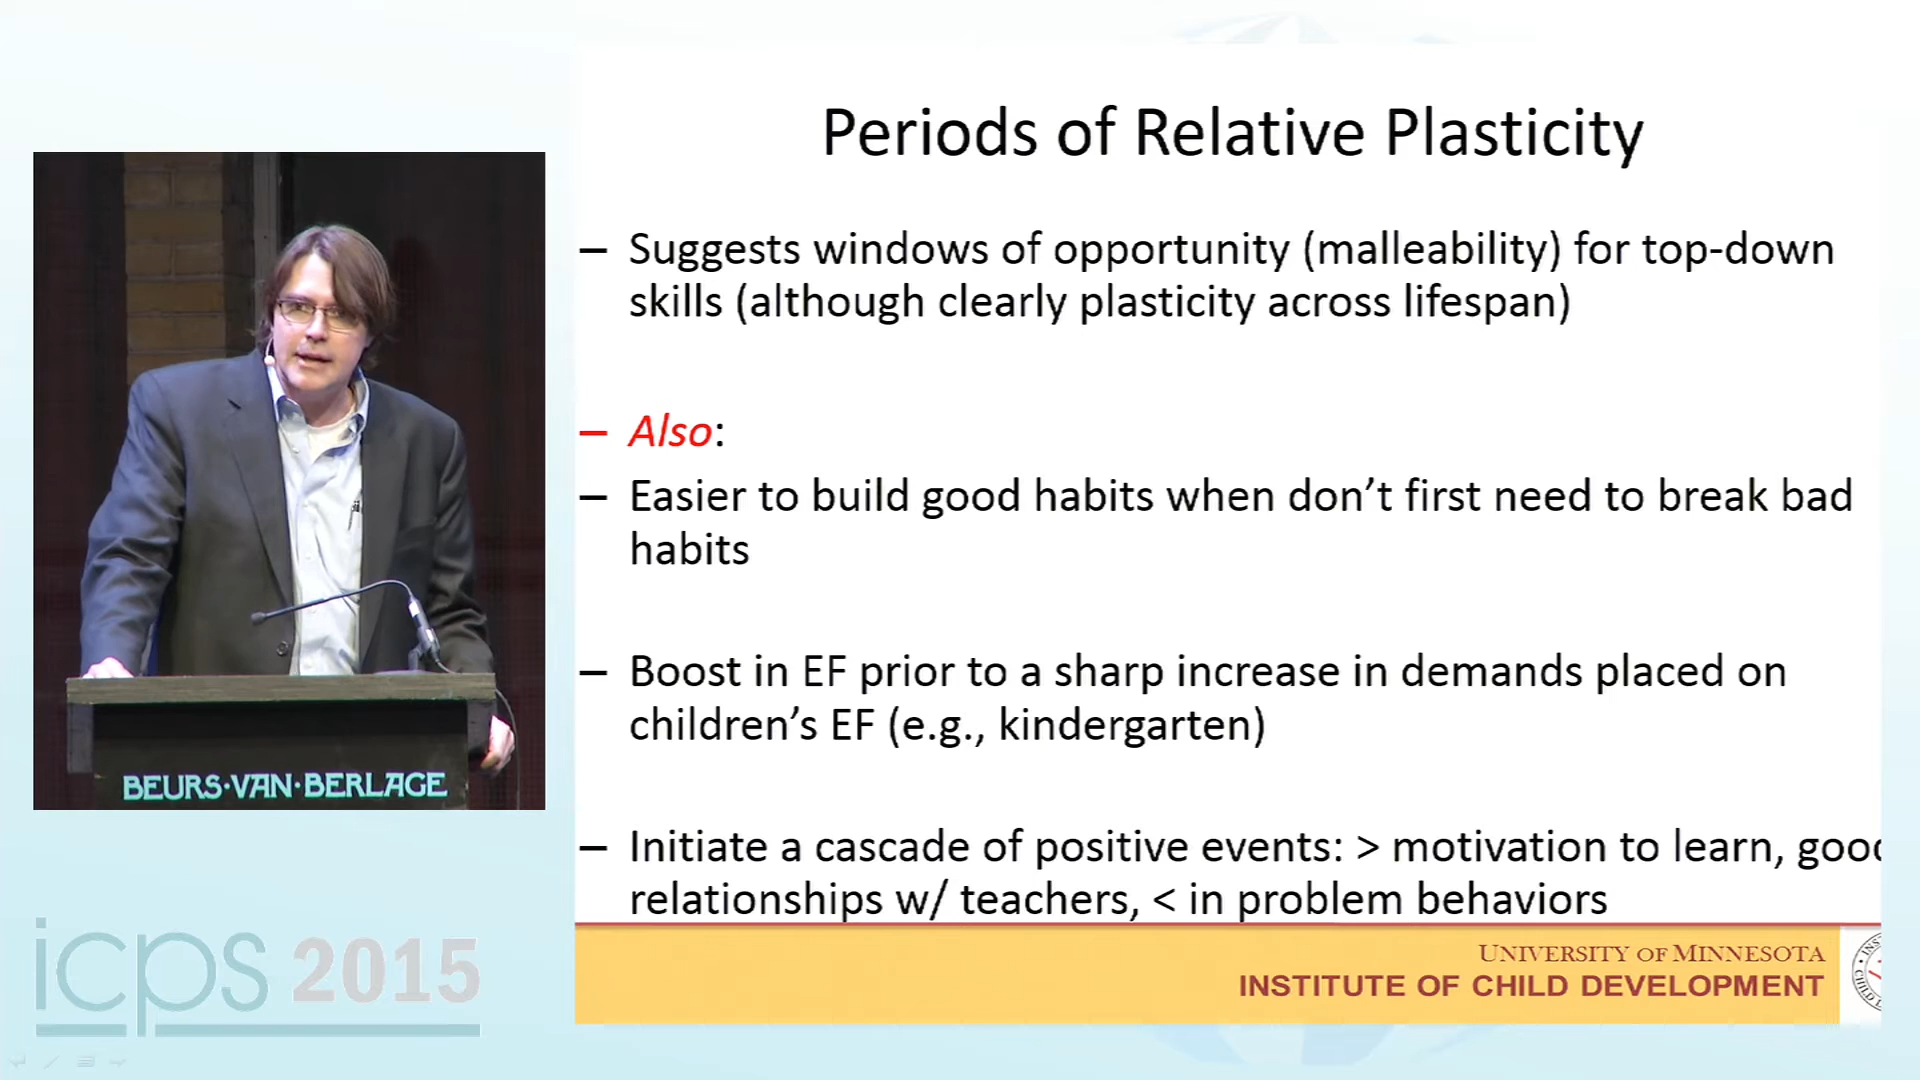 Periods of Relative Plasticity
– Suggests windows of opportunity (malleability) for top-down
skills (although clearly plasticity across lifespan)
– Also:
– Easier to build good habits when don’t first need to break bad
habits
– Boost in EF prior to a sharp increase in demands placed on
children’s EF (e.g., kindergarten)
– Initiate a cascade of positive events: > motivation to learn, good
relationships w/ teachers, < in problem behaviors
UNIVERSITY OF MINNESOTA
INSTITUTE OF CHILD DEVELOPMENT
BEURS·VAN·BERLAGE
icps 2015